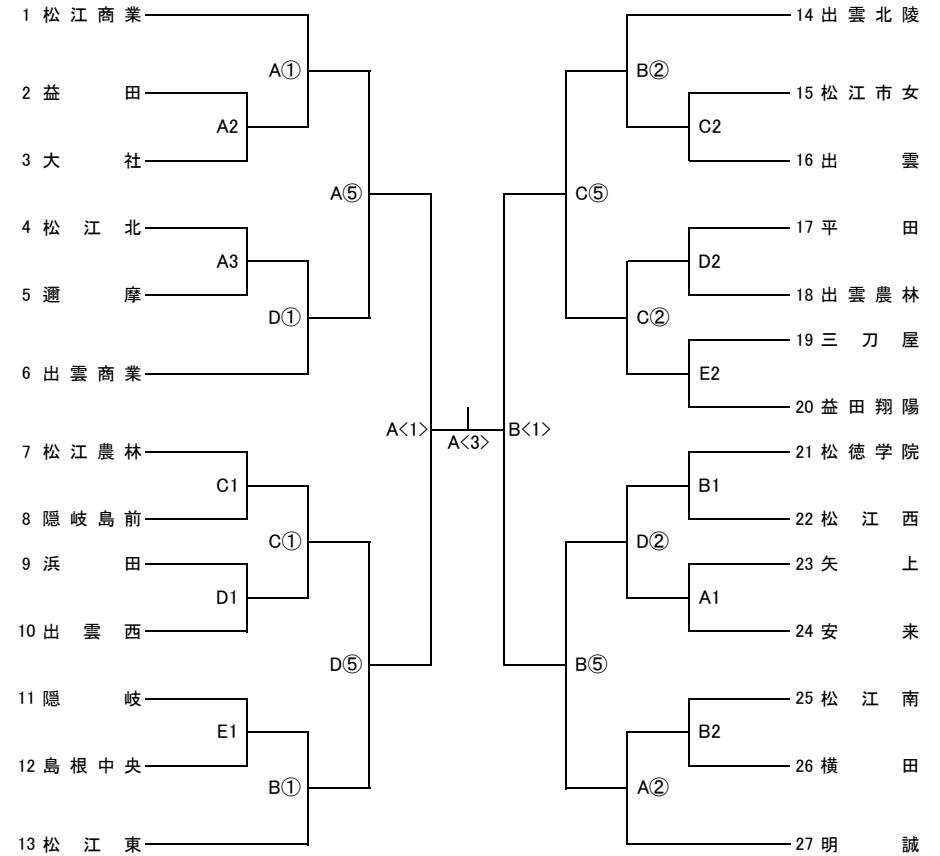 1 松江商業
A①
2 益田
A2
3 大社
A⑤
4 松江北
A3
5 邇摩
D①
6 出雲商業
A<1>
7 松江農林
C1
8 隠岐島前
C①
9 浜田
D1
10 出雲西
D⑤
11 隠岐
E1
12 島根中央
B①
13 松江東
A<3>
14 出雲北陵
B②
15 松江市女
C2
16 出雲
C⑤
17 平田
D2
18 出雲農林
C②
19 三刀屋
E2
20 益田翔陽
B<1>
21 松徳学院
B1
22 松江西
D②
23 矢上
A1
24 安来
B⑤
25 松江南
B2
26 横田
A②
27 明誠